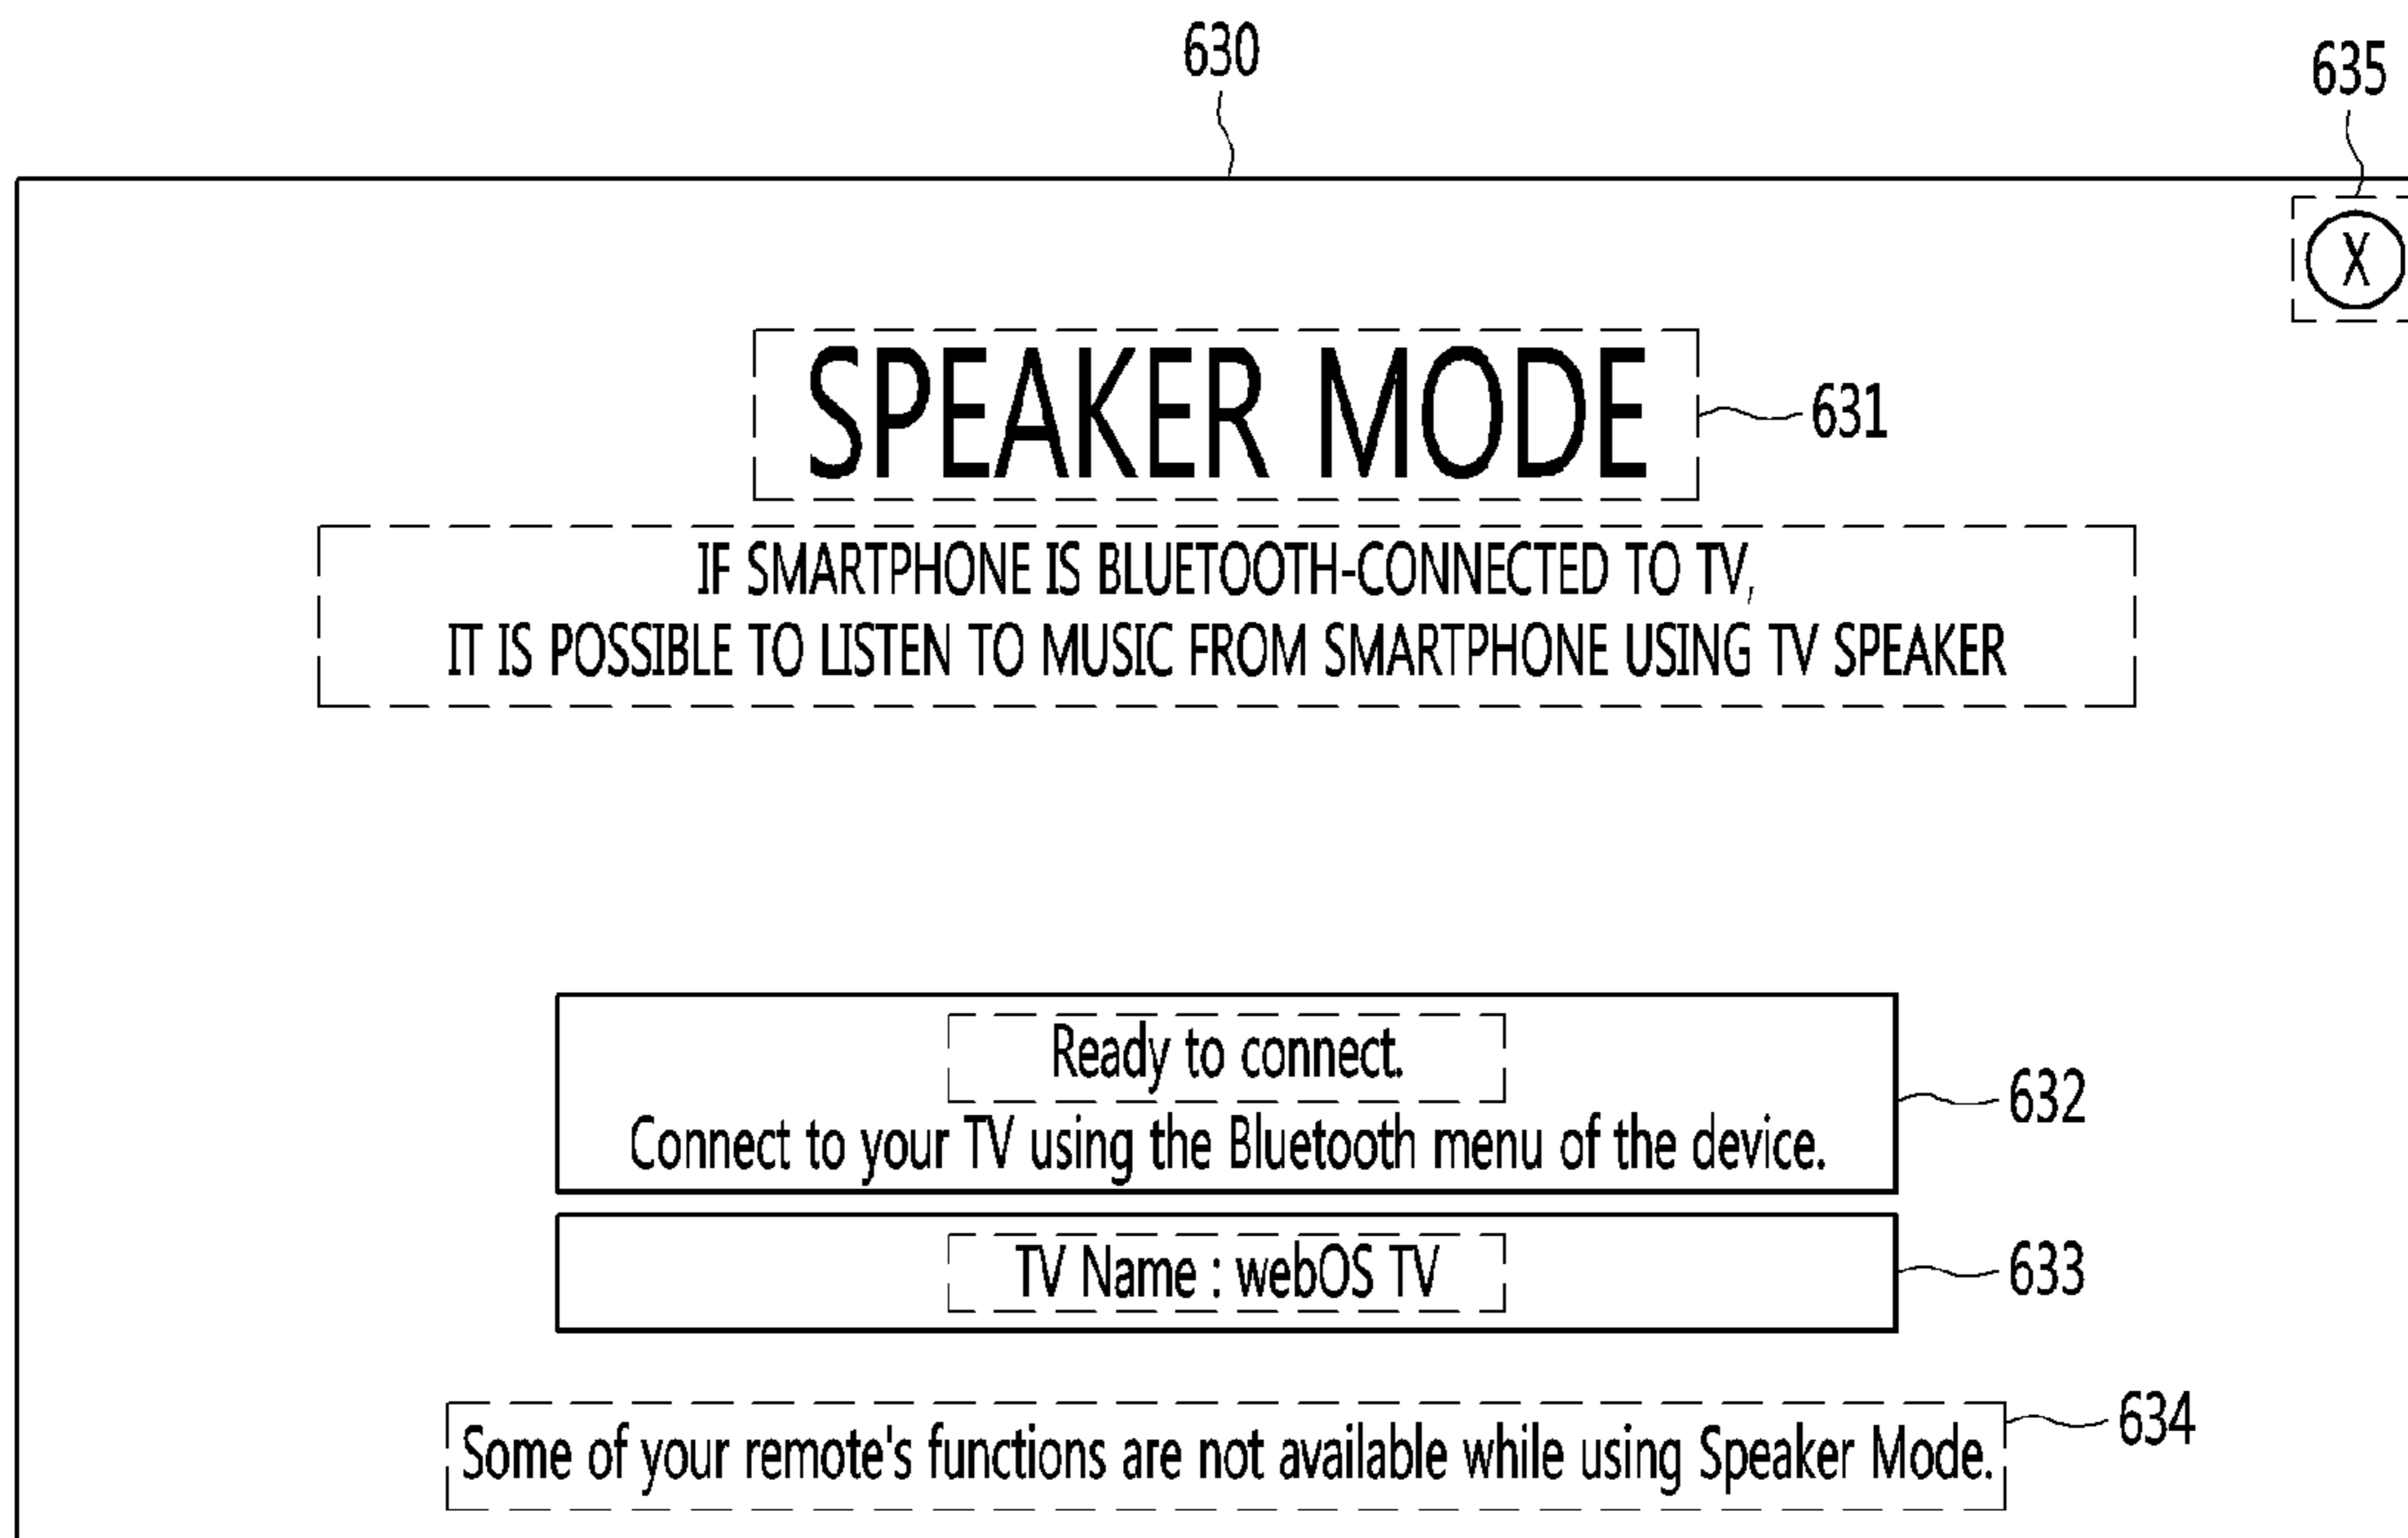 630
635
X
SPEAKER MODE
631
IF SMARTPHONE IS BLUETOOTH-CONNECTED TO TV,
IT IS POSSIBLE TO LISTEN TO MUSIC FROM SMARTPHONE USING TV SPEAKER
Ready to connect.
Connect to your TV using the Bluetooth menu of the device.
632
TV Name : webOS TV
633
634
Some of your remote's functions are not available while using Speaker Mode.